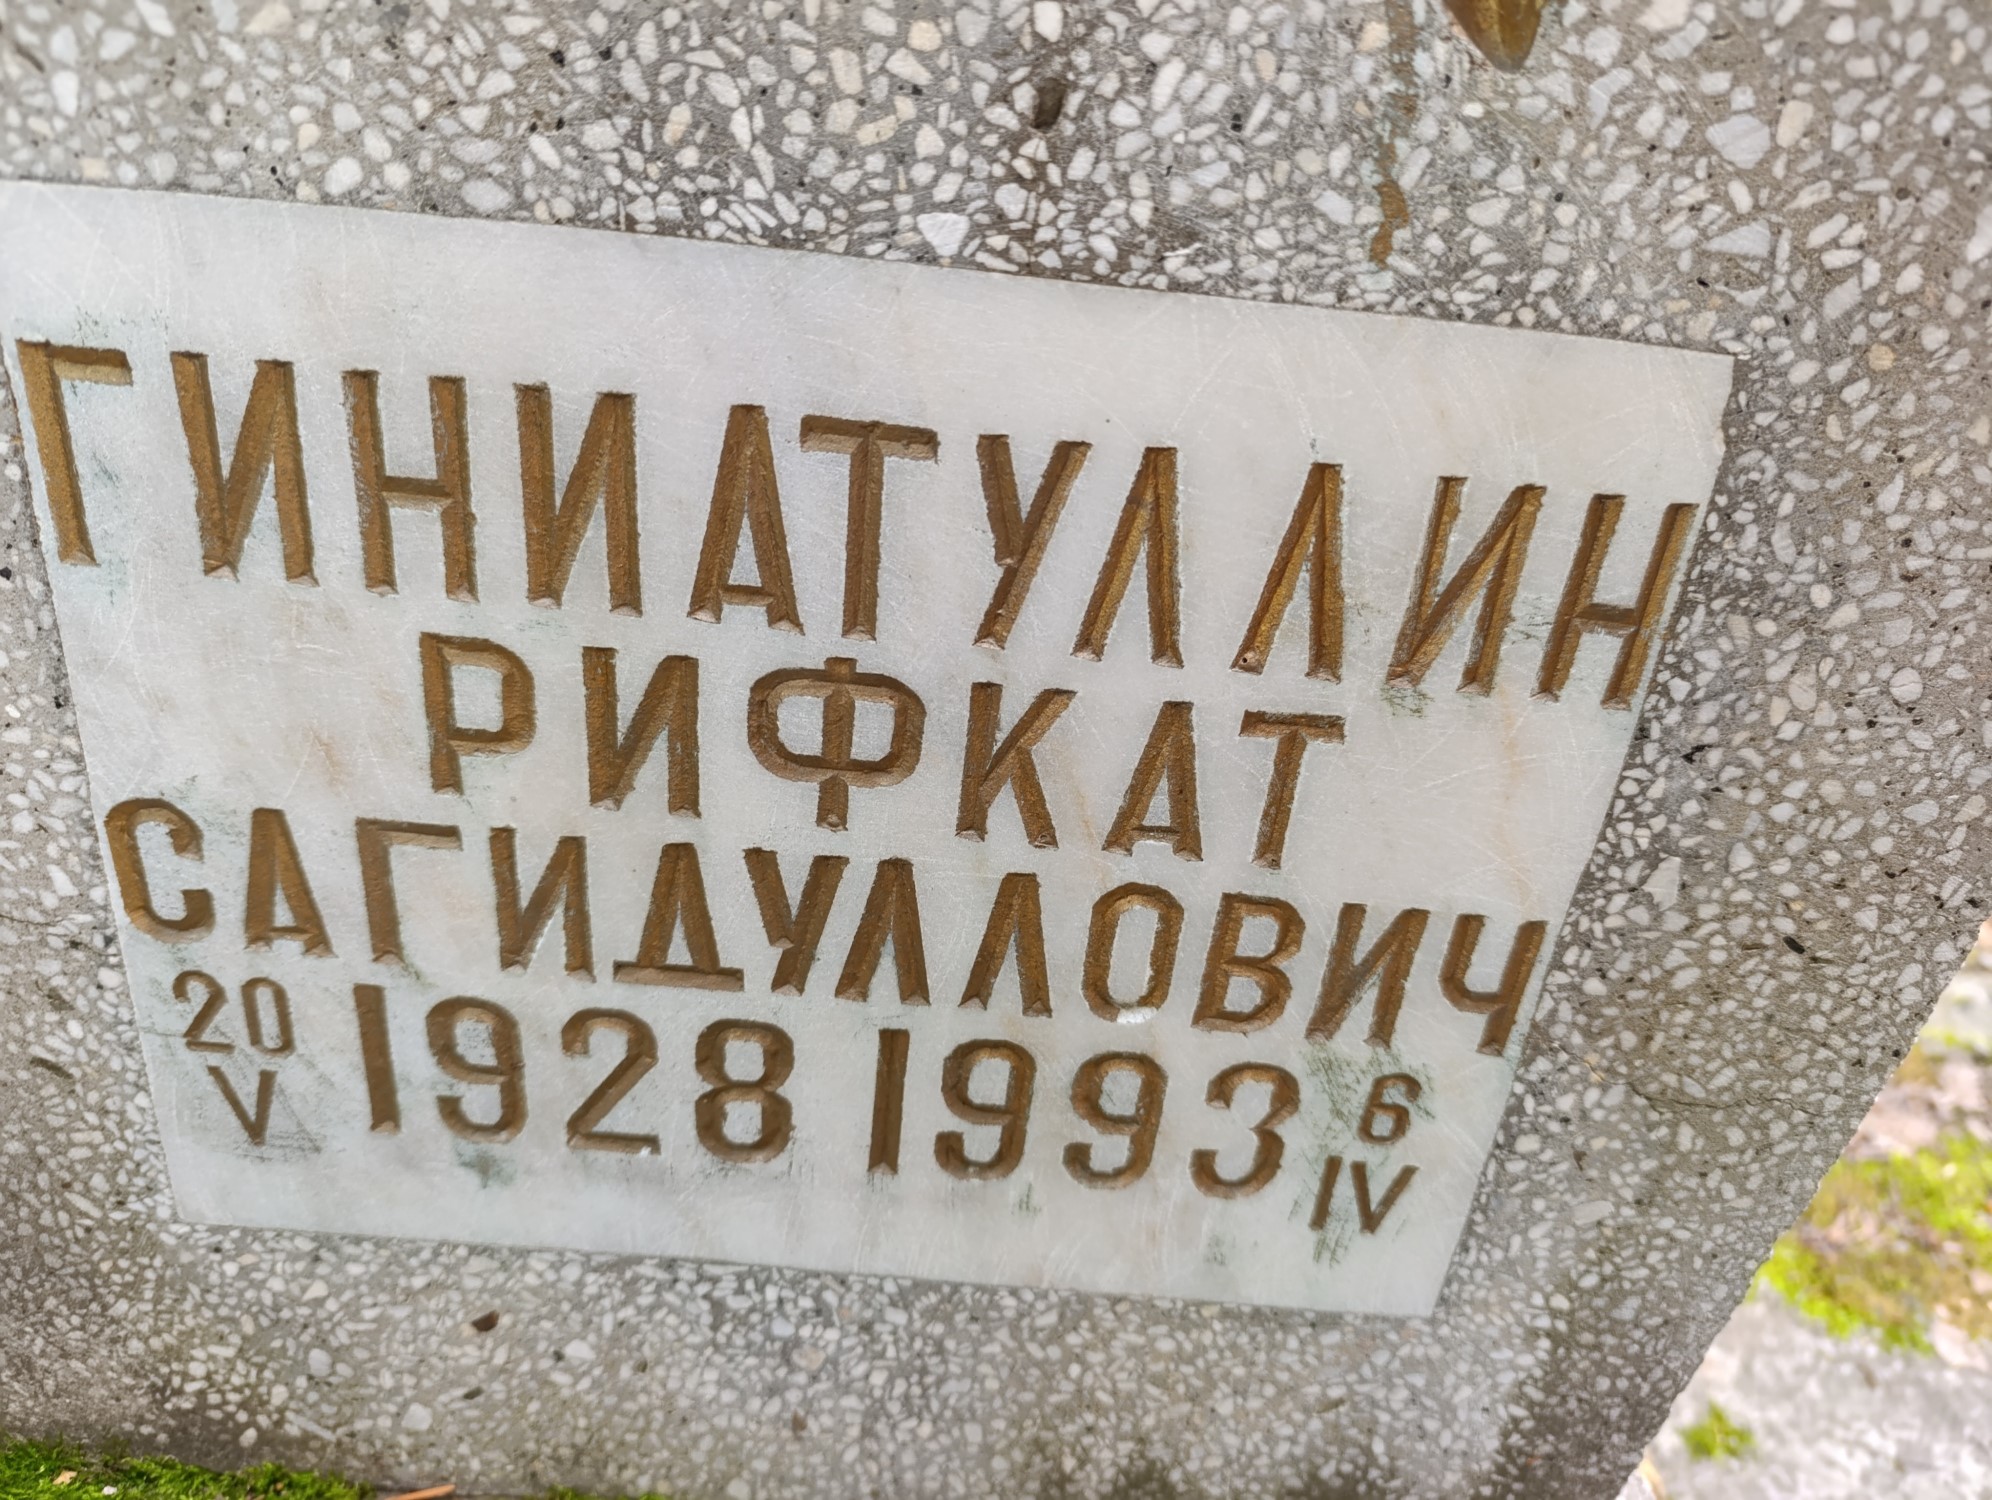 ГИНИАТУЛЛИН
РИФКАТ
САГИДУЛЛОВИЧ
20 1928 1993 6
V IV